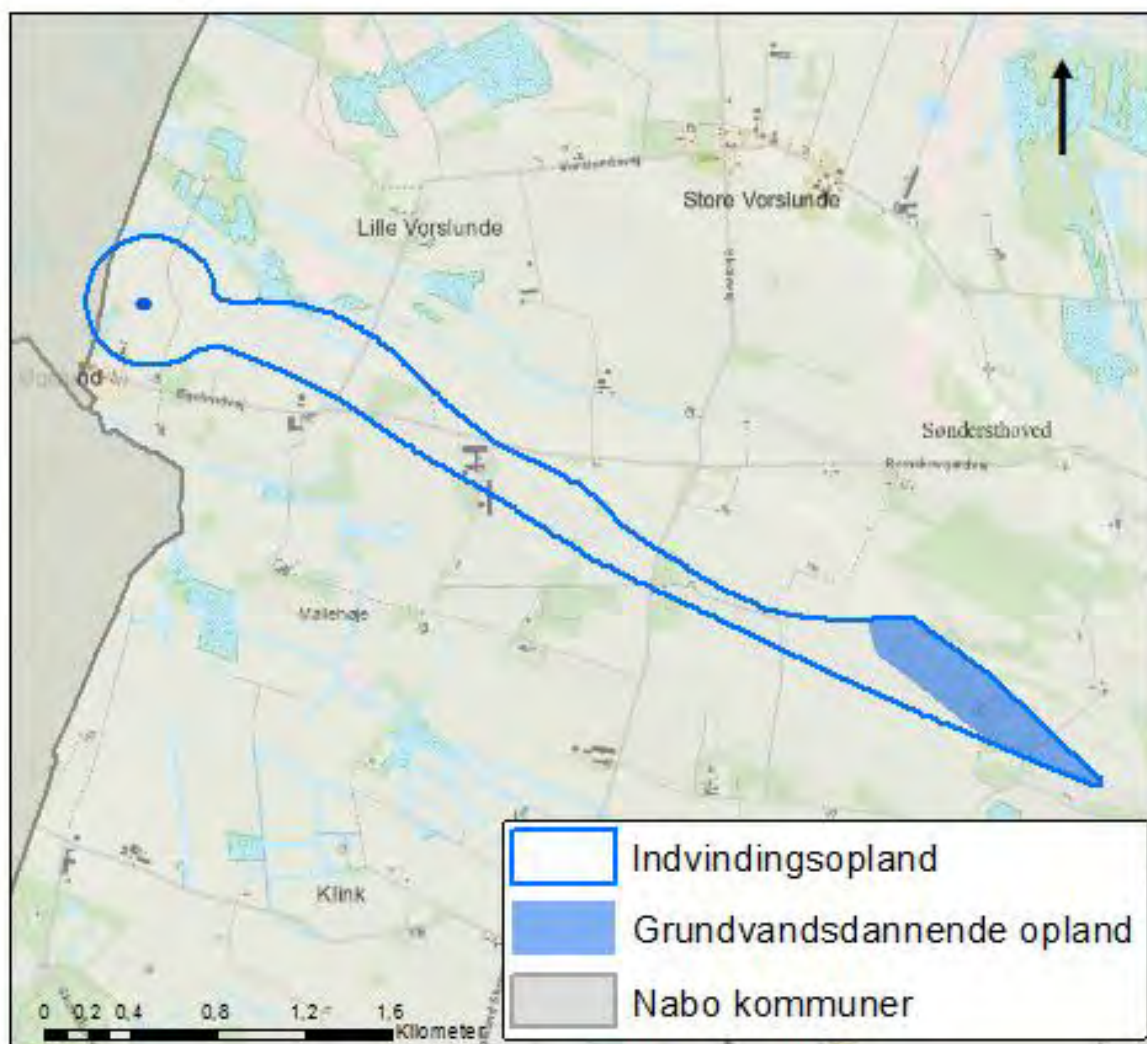 Store Vorslunde
Lille Vorslunde
Søndersthoved
Mallehøje
Klink
Indvindingsopland
Grundvandsdannende opland
Nabo kommuner
0 0,2 0,4 0,8 1,2 1,6
Kilometer